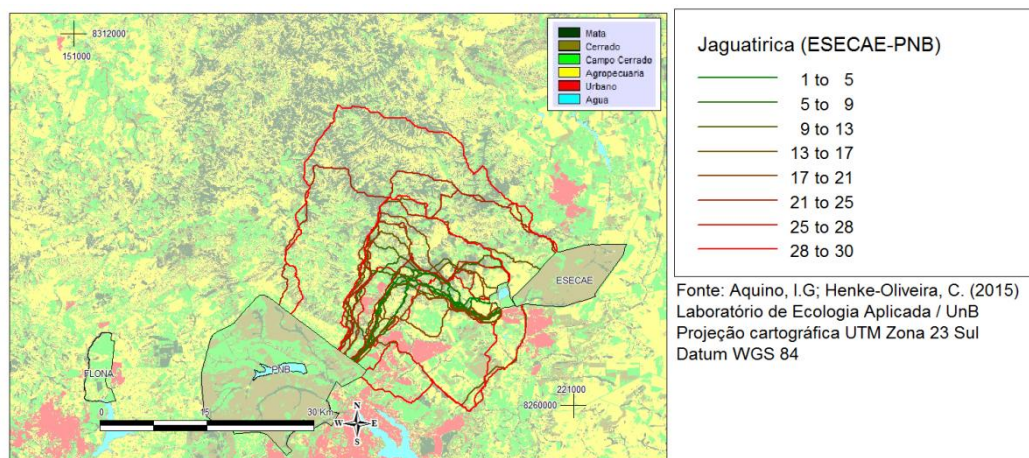 8312000
151000
Mata
Cerrado
Campo Cerrado
Agropecuaria
Urbano
Agua
ESECAE
FLONA
PNB
221000
8260000
0 15 30 Km
N
W E
S
Jaguatirica (ESECAE-PNB)
1 to 5
5 to 9
9 to 13
13 to 17
17 to 21
21 to 25
25 to 28
28 to 30
Fonte: Aquino, I.G; Henke-Oliveira, C. (2015)
Laboratório de Ecologia Aplicada / UnB
Projeção cartográfica UTM Zona 23 Sul
Datum WGS 84